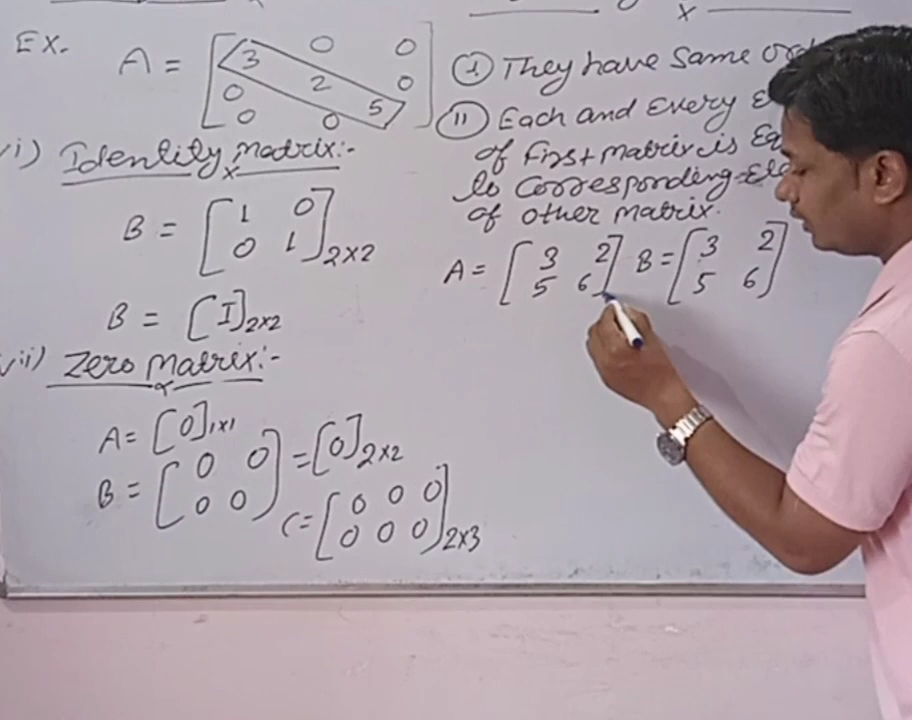 Ex.
A = [3 0 0
0 2 0
0 0 5]
vi) Identity Matrix:-
B = [1 0
0 1]2×2
B = [I]2×2
vii) Zero Matrix:-
A = [0]1×1
B = [0 0
0 0] = [0]2×2
C = [0 0 0
0 0 0]2×3
(I) They have Same
(II) Each and Every
of First matrix is
to Corresponding
of other matrix.
A = [3 2
5 6] B = [3 2
5 6]